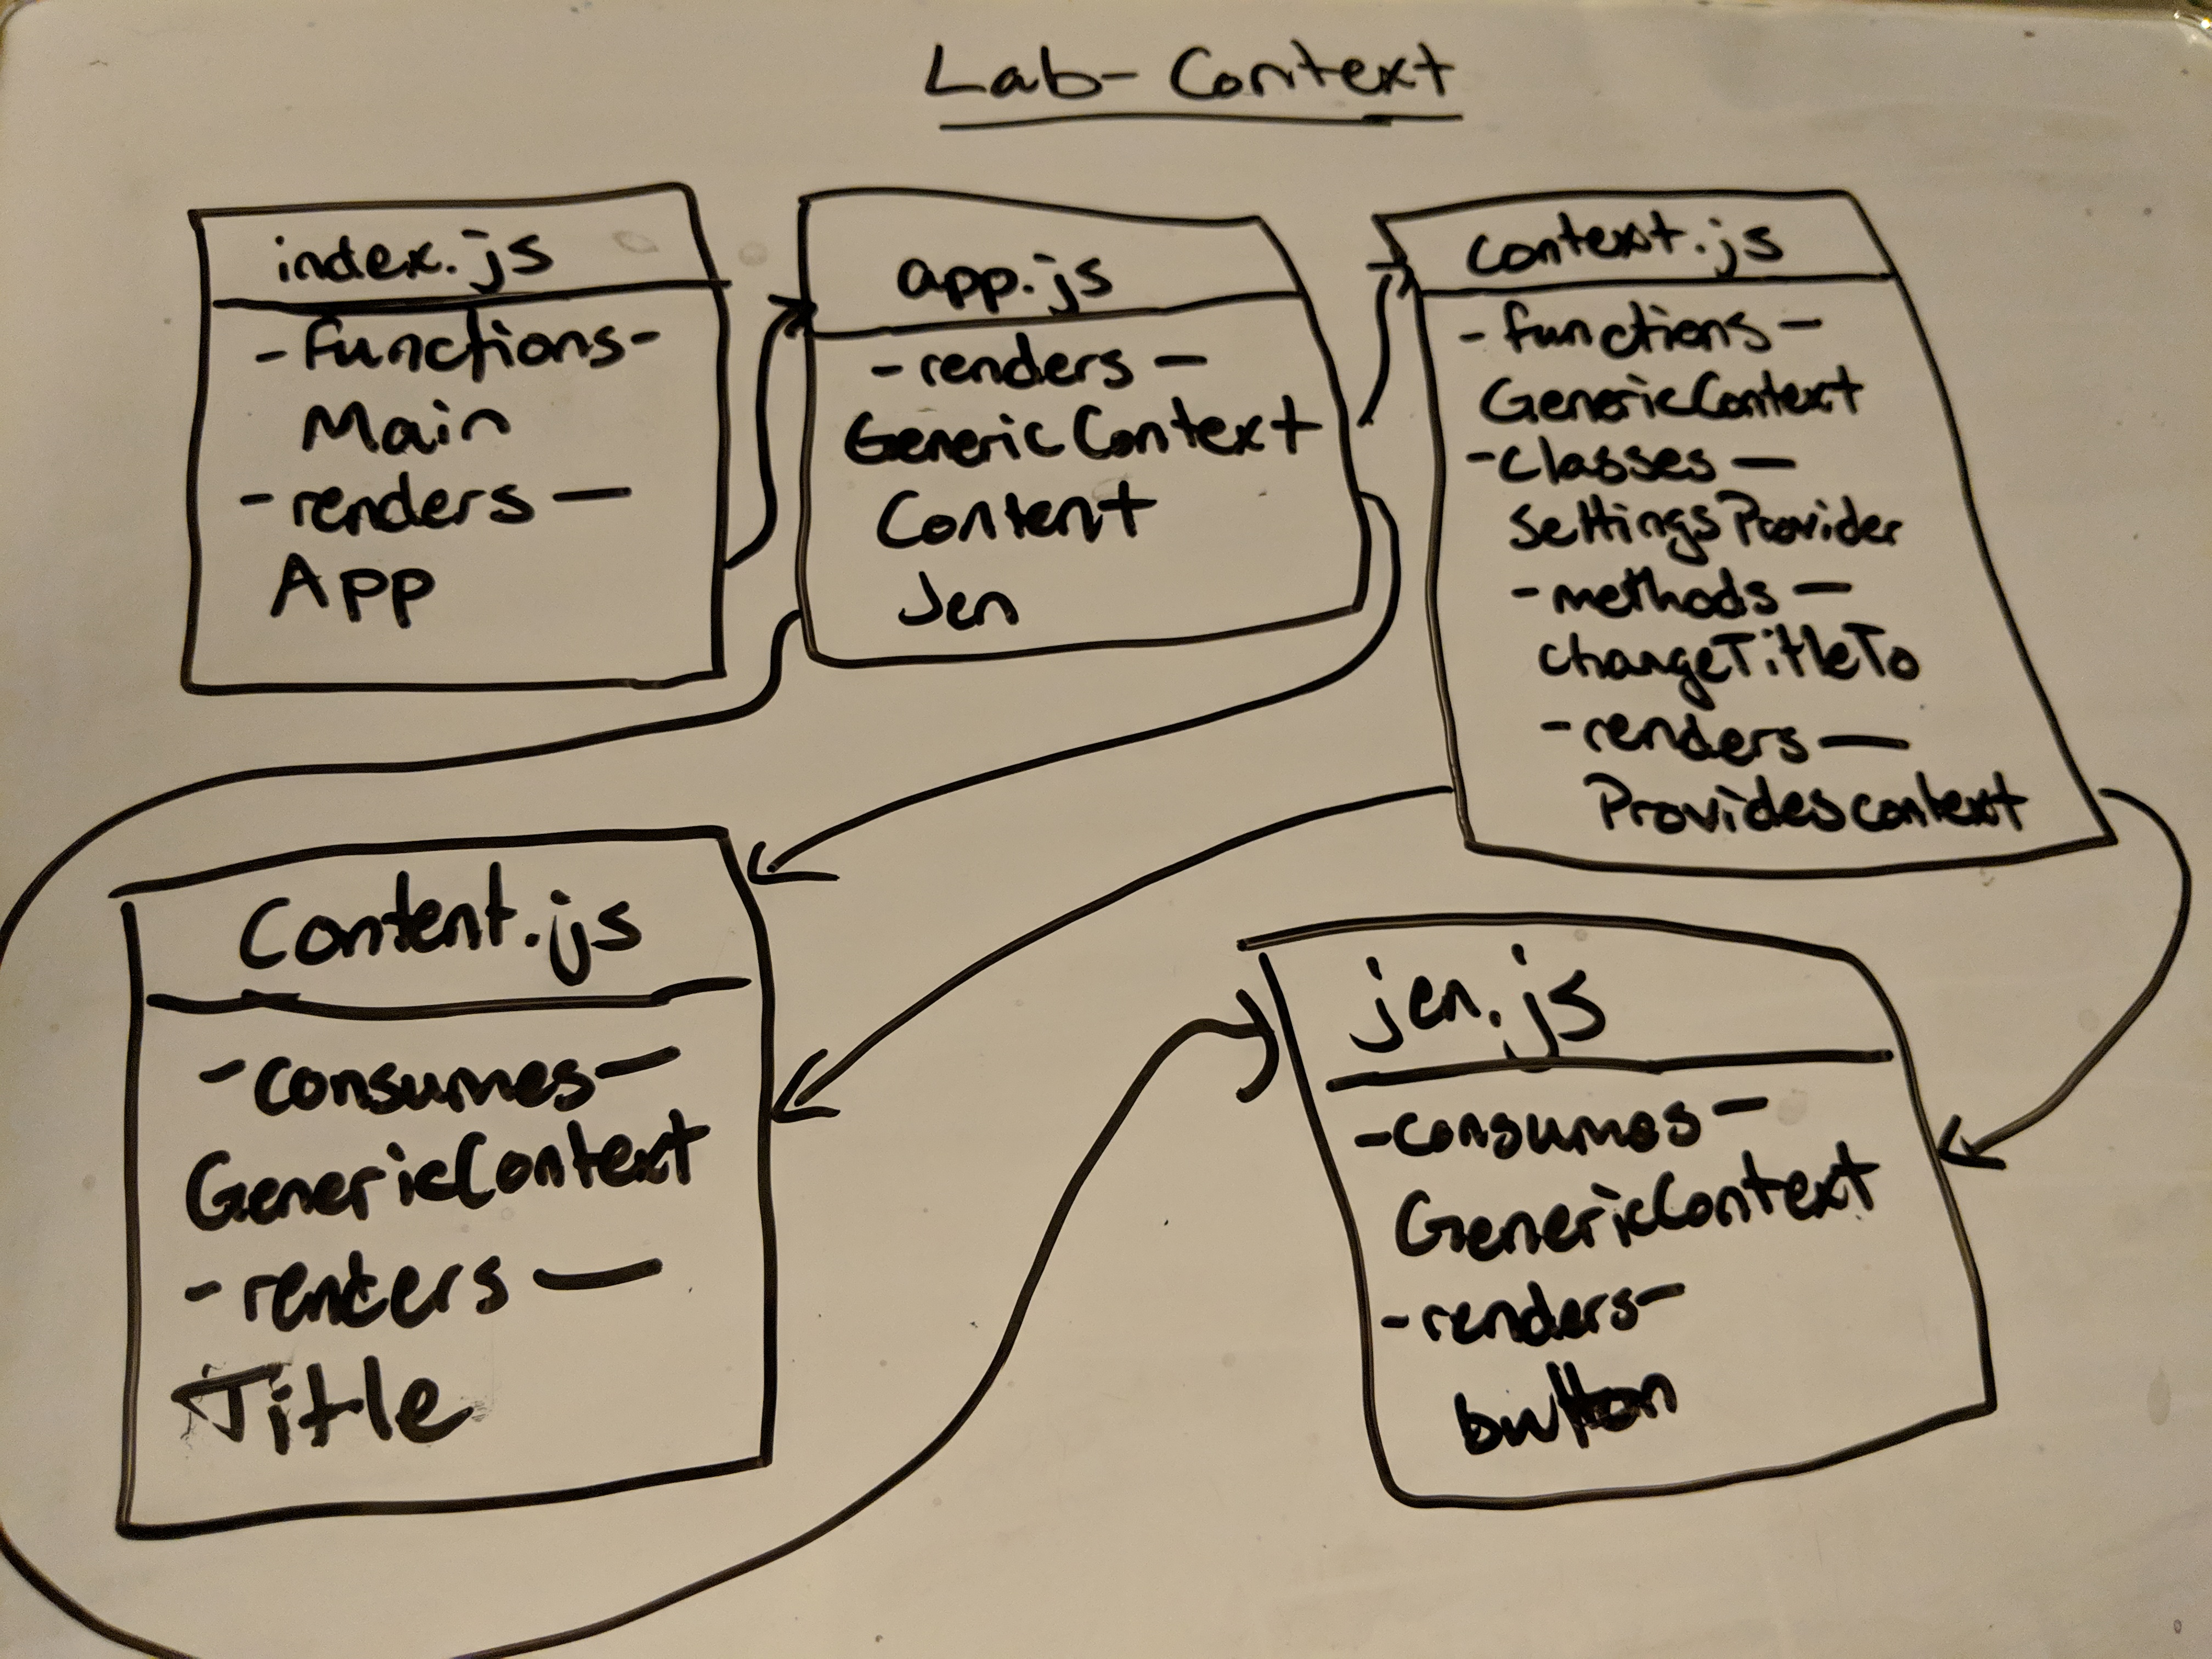 Lab- Context
index.js
-functions-
Main
-renders-
App
app.js
-renders-
GenericContext
Content
Jen
context.js
-functions-
GenericContext
-classes-
SettingsProvider
-methods-
changeTitleTo
-renders-
Providescontext
Content.js
-consumes-
GenericContext
-renders-
Title
jen.js
-consumes-
GenericContext
-renders-
button